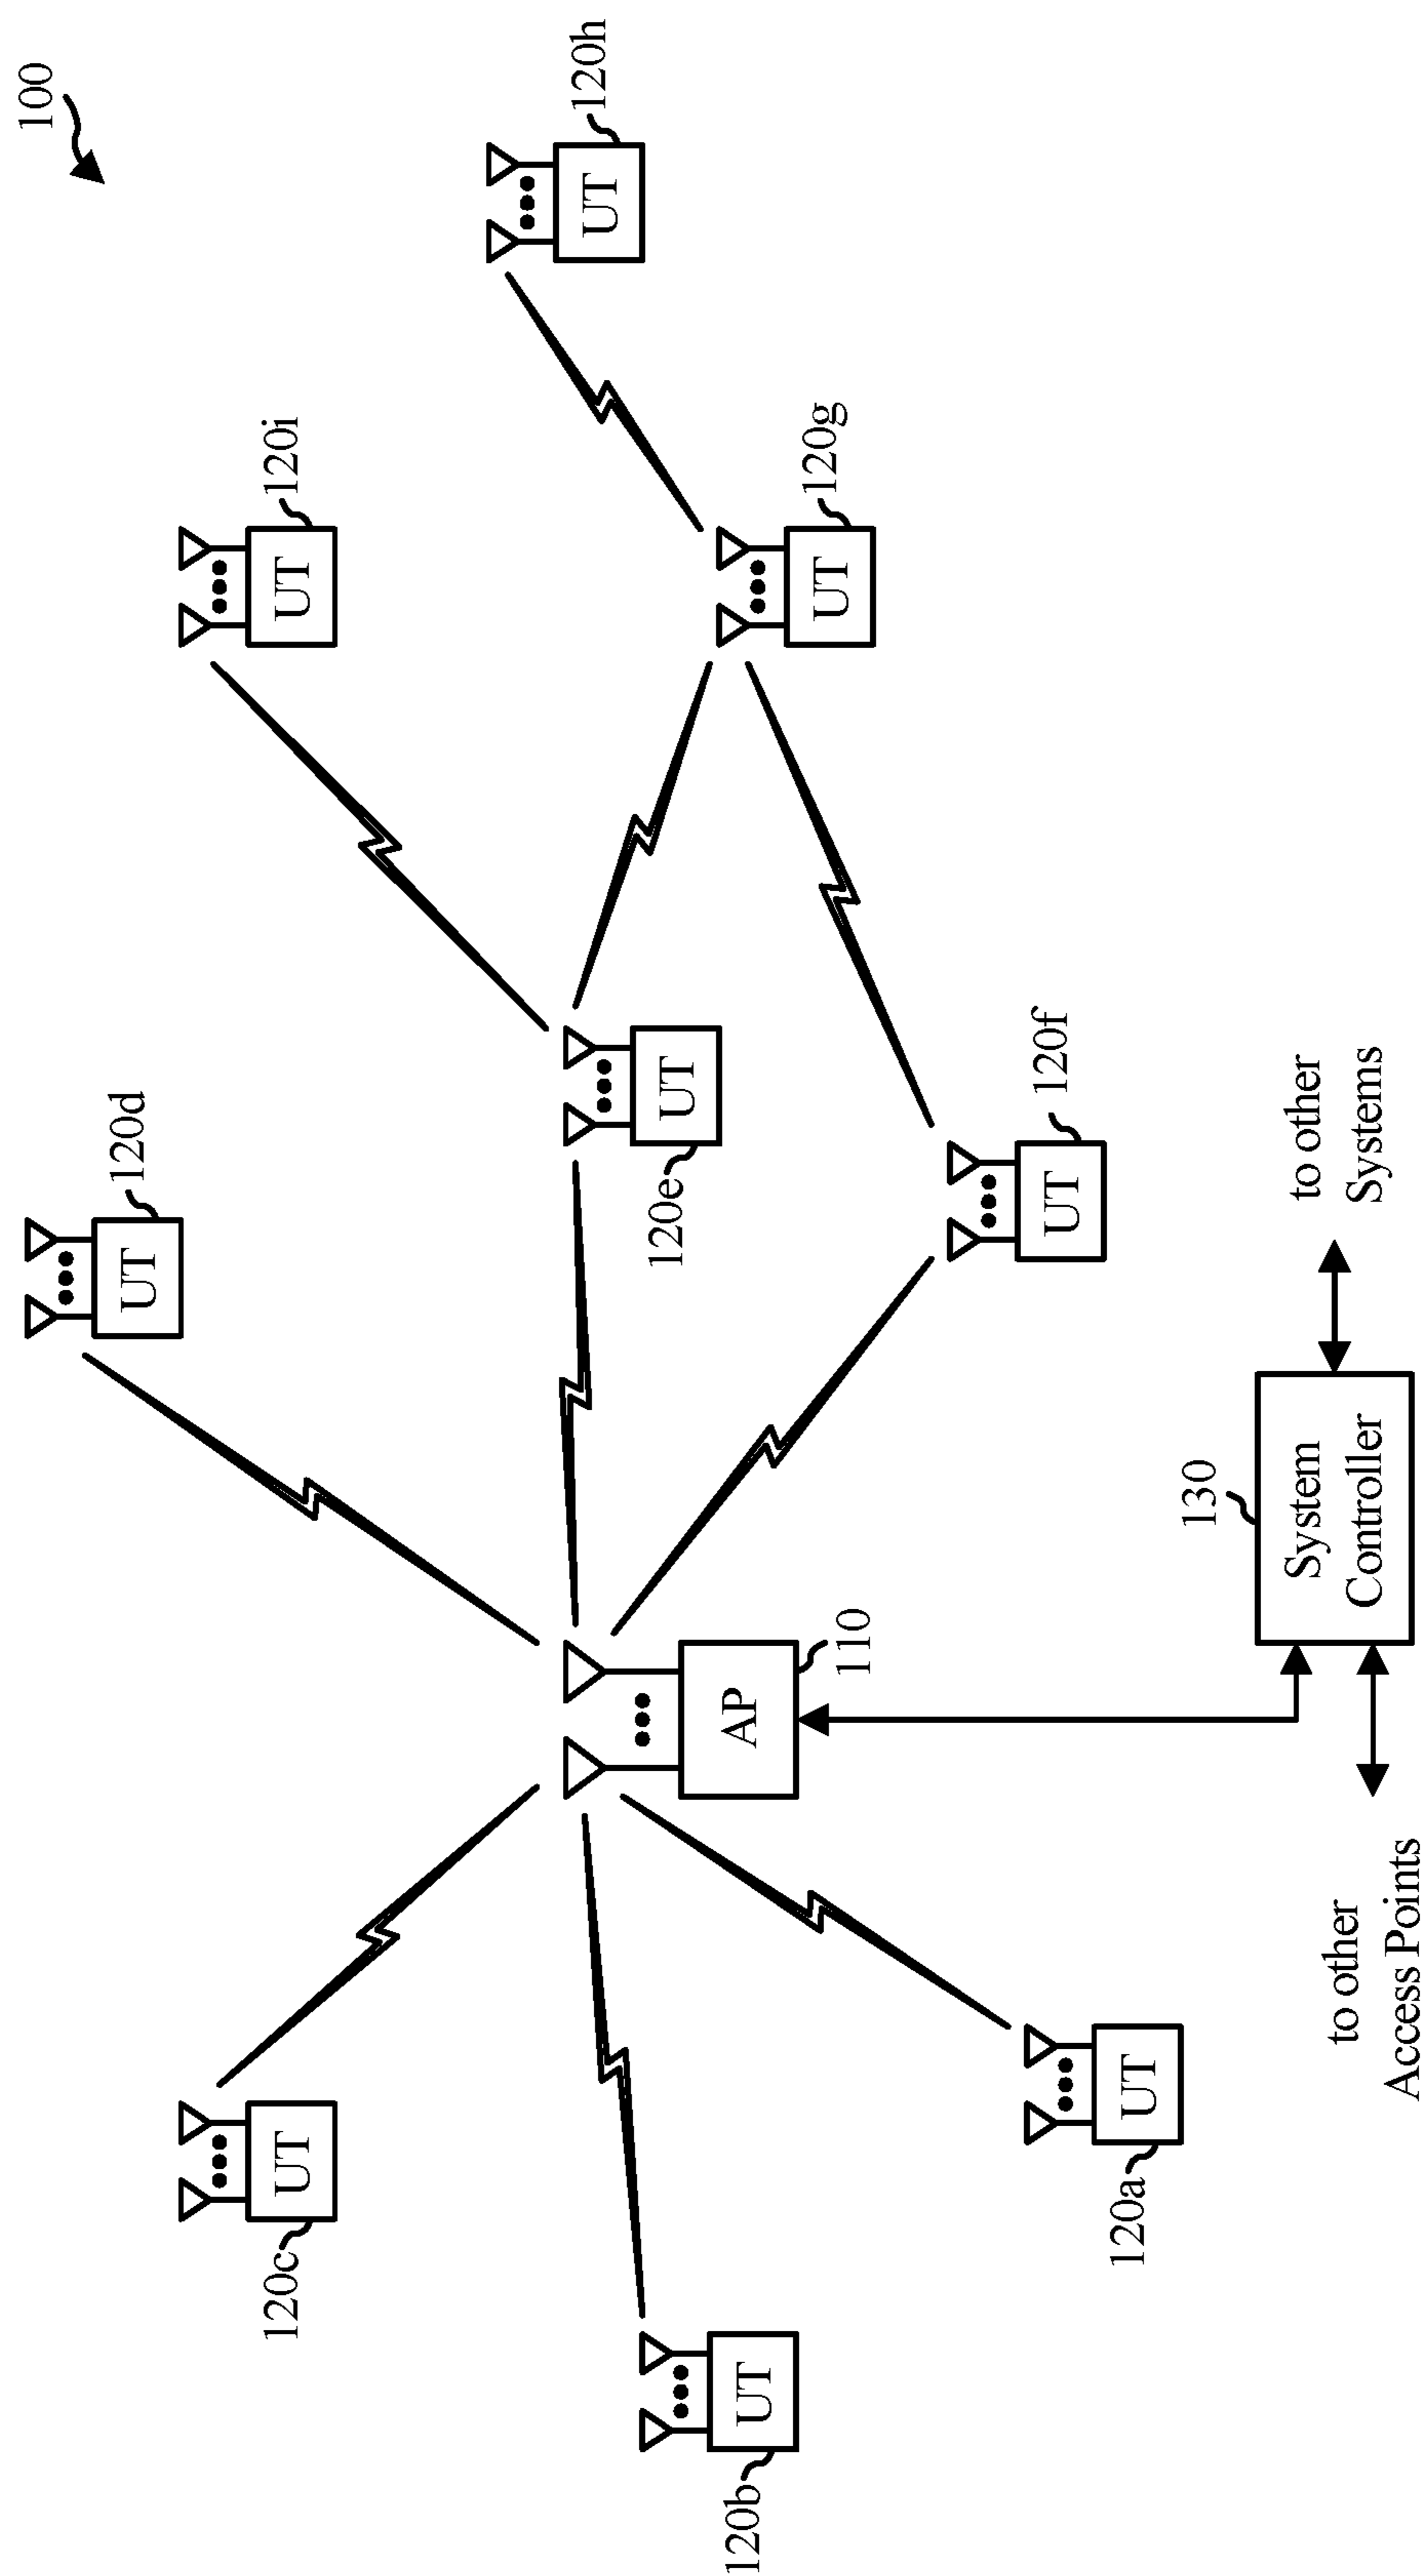 100
120d
UT
120i
UT
120h
UT
120c
UT
120e
UT
120g
UT
120b
UT
AP
110
120f
UT
120a
UT
130
System
Controller
to other
Systems
to other
Access Points